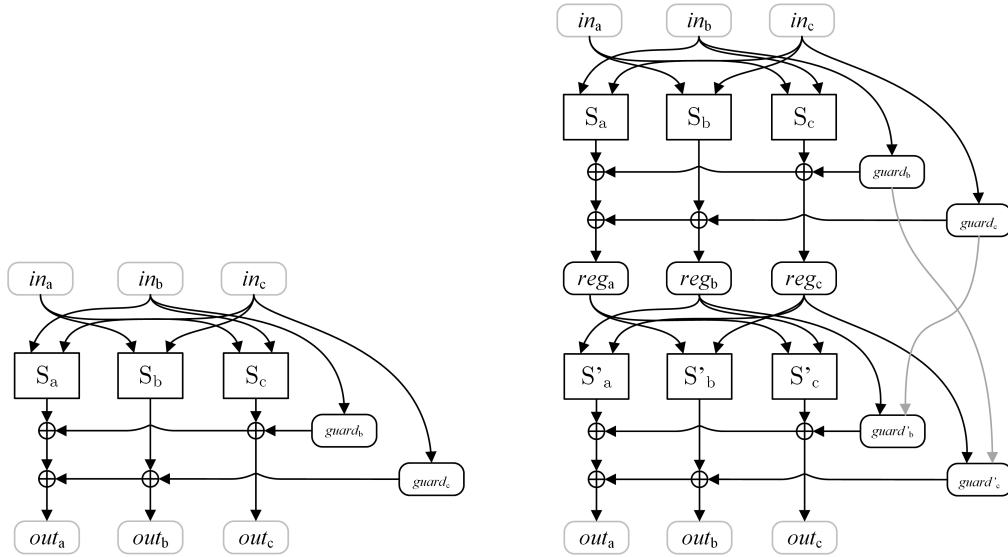 in_a in_b in_c
S_a S_b S_c
guard_b
guard_c
out_a out_b out_c
in_a in_b in_c
S_a S_b S_c
guard_b
guard_c
reg_a reg_b reg_c
S'_a S'_b S'_c
guard'_b
guard'_c
out_a out_b out_c